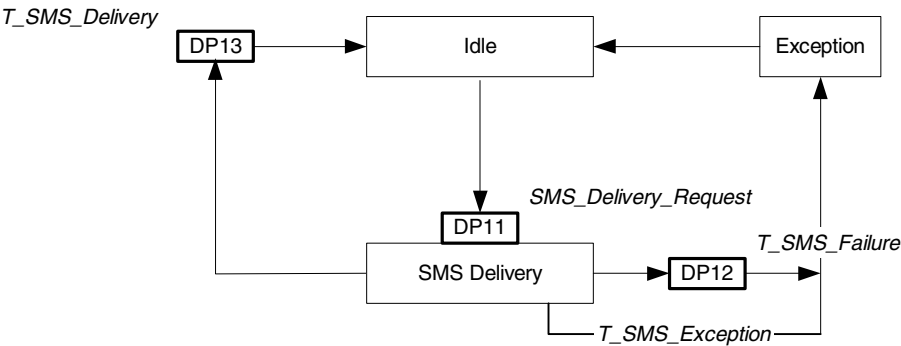 T_SMS_Delivery
DP13
Idle
Exception
SMS_Delivery_Request
DP11
T_SMS_Failure
SMS Delivery
DP12
T_SMS_Exception